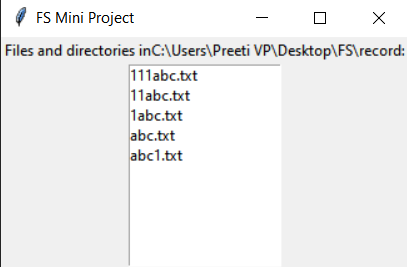 FS Mini Project
Files and directories inC:\Users\Preeti VP\Desktop\FS\record:
111abc.txt
11abc.txt
1abc.txt
abc.txt
abc1.txt